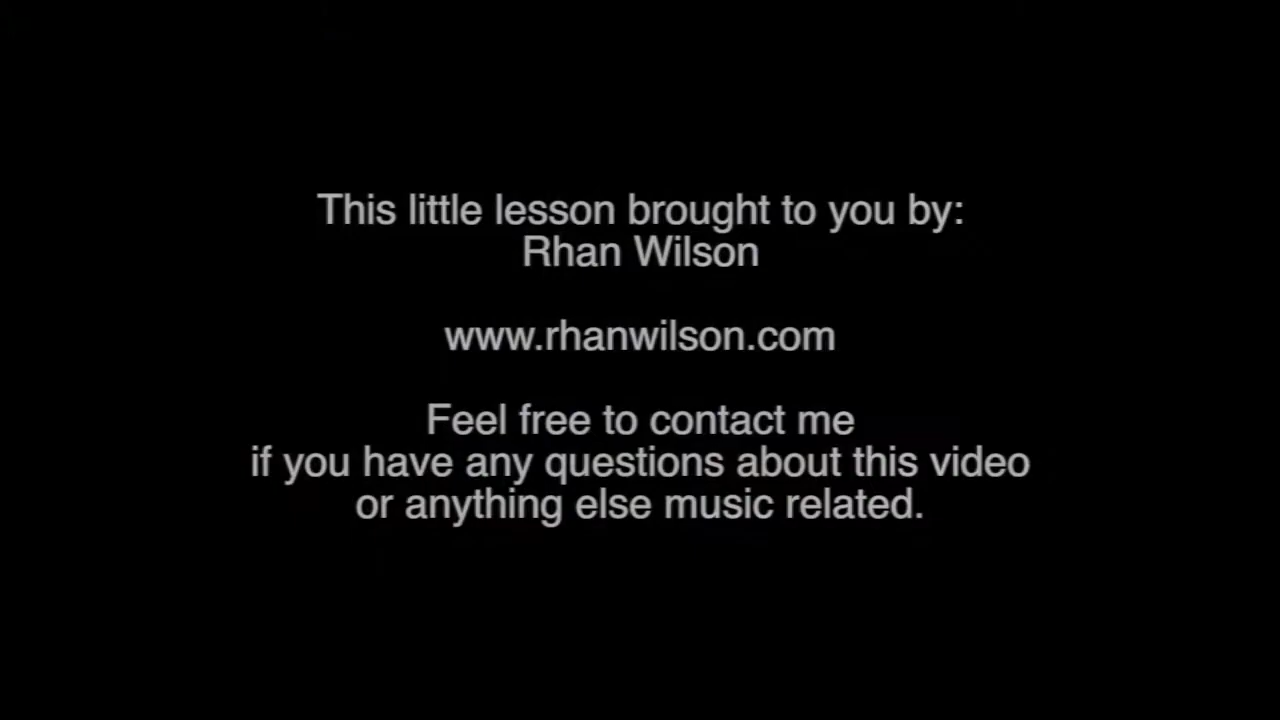 This little lesson brought to you by:
Rhan Wilson
www.rhanwilson.com
Feel free to contact me
if you have any questions about this video
or anything else music related.